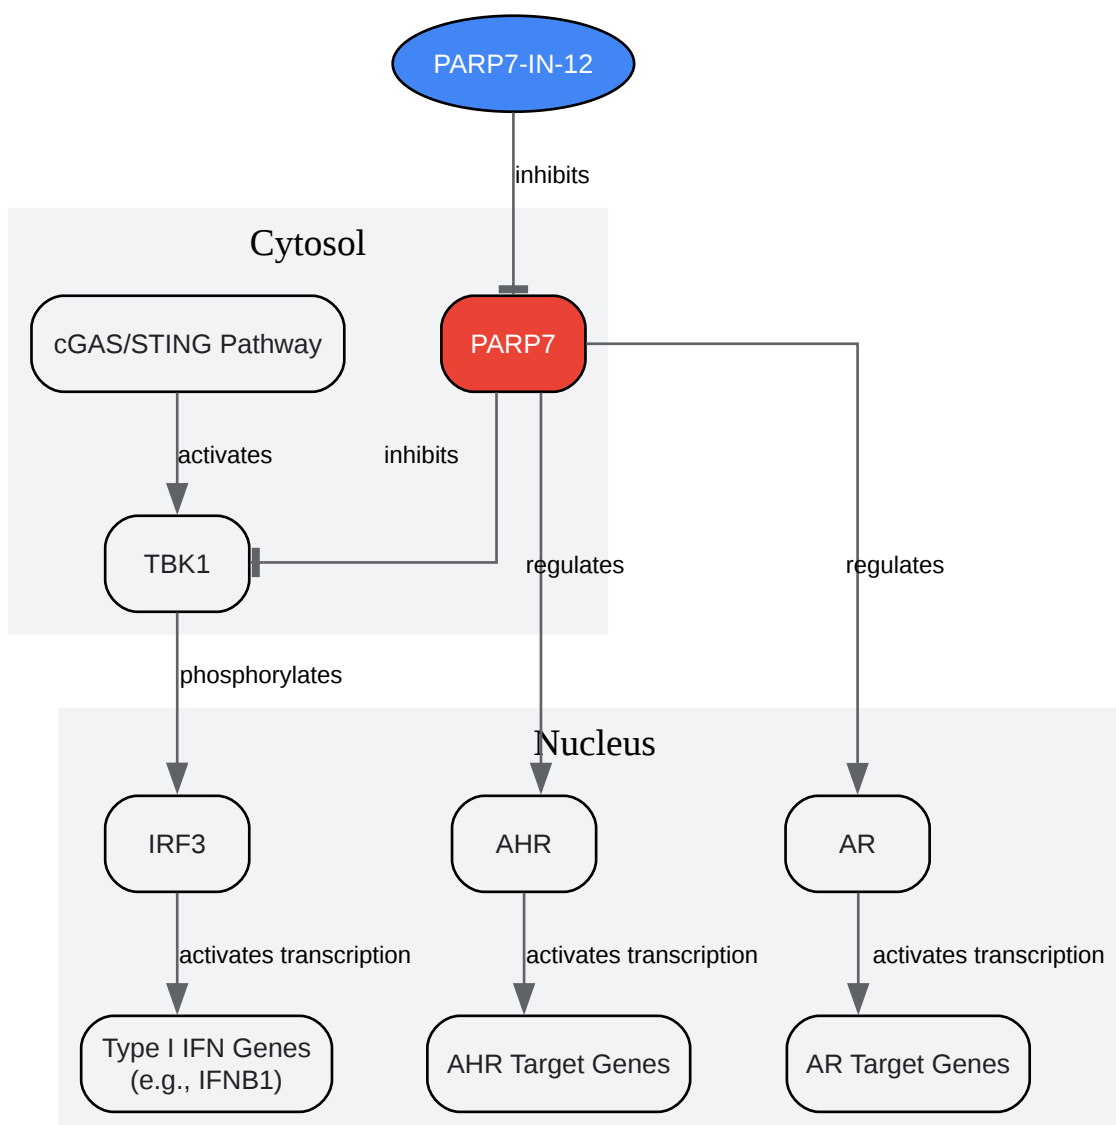 PARP7-IN-12
inhibits
Cytosol
cGAS/STING Pathway
PARP7
activates
inhibits
TBK1
regulates
regulates
phosphorylates
Nucleus
IRF3
AHR
AR
activates transcription
activates transcription
activates transcription
Type I IFN Genes
(e.g., IFNB1)
AHR Target Genes
AR Target Genes